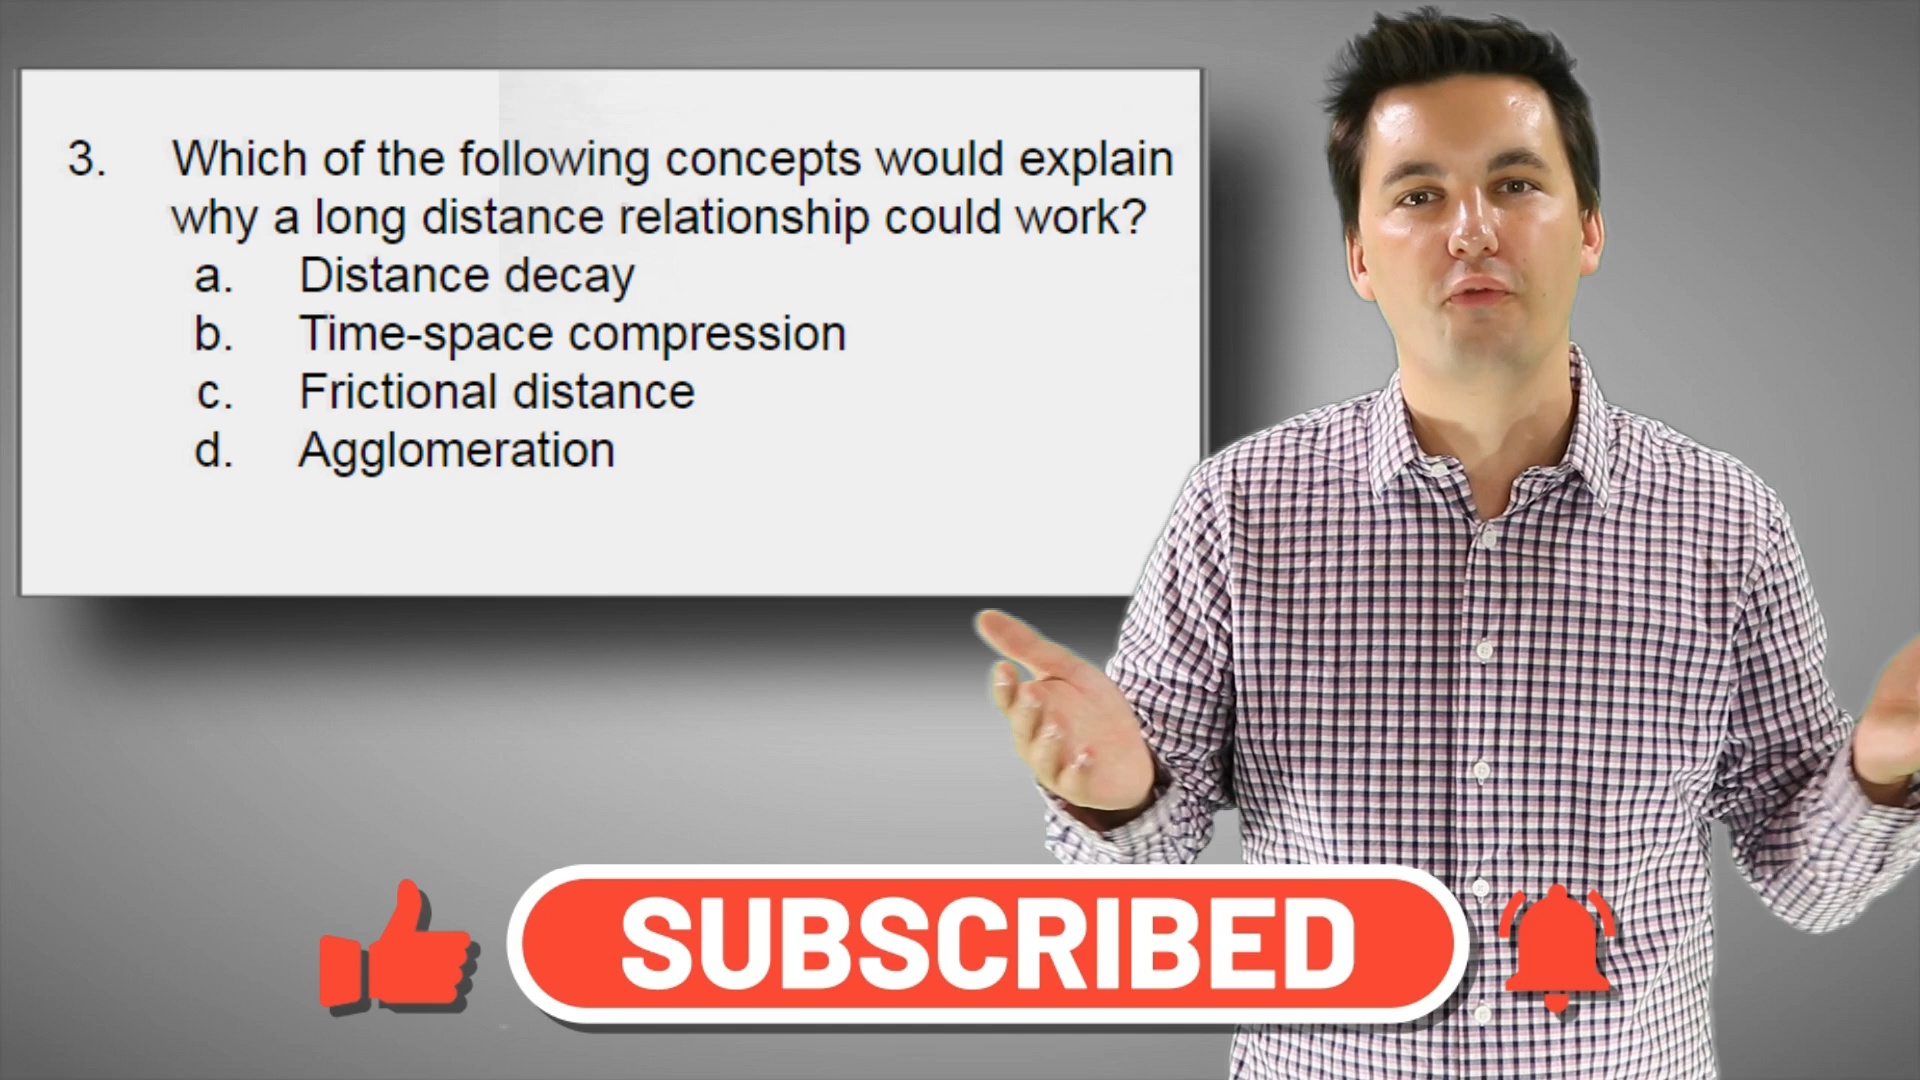 3. Which of the following concepts would explain
why a long distance relationship could work?
a. Distance decay
b. Time-space compression
c. Frictional distance
d. Agglomeration
SUBSCRIBED